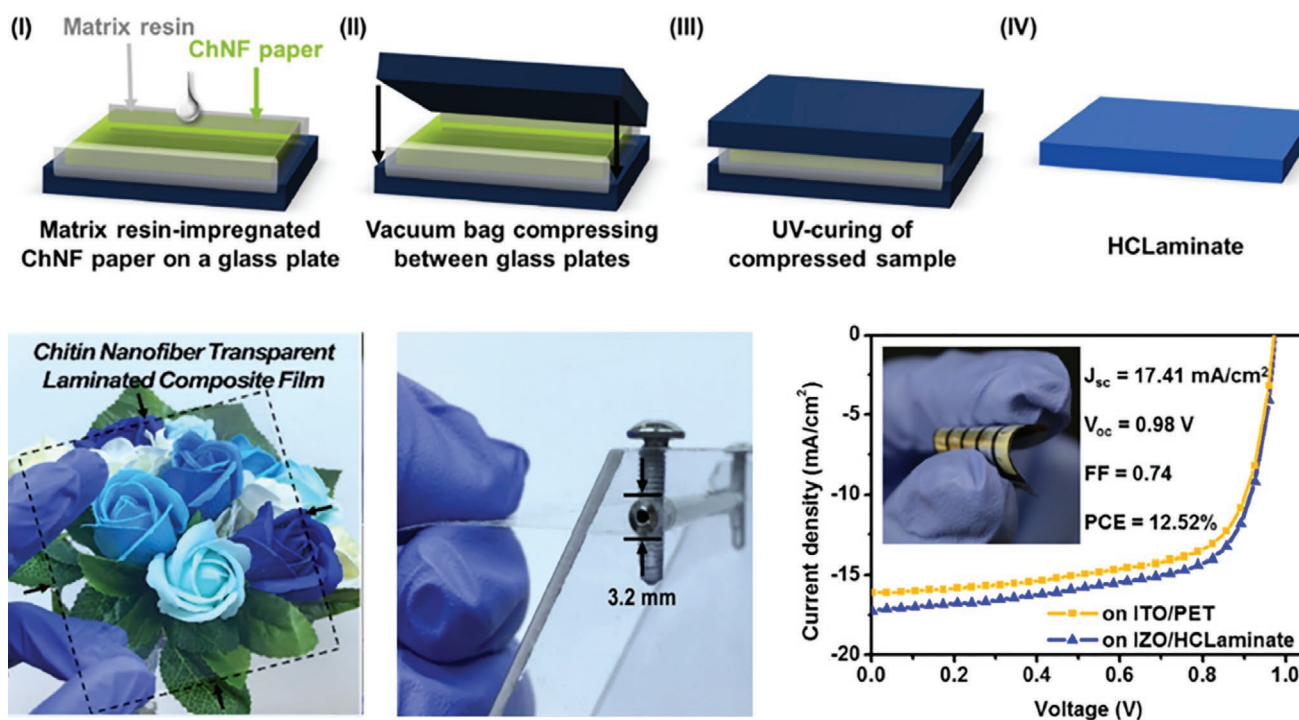 (I)
Matrix resin
ChNF paper
Matrix resin-impregnated
ChNF paper on a glass plate
(II)
Vacuum bag compressing
between glass plates
(III)
UV-curing of
compressed sample
(IV)
HCLaminate
Chitin Nanofiber Transparent
Laminated Composite Film
3.2 mm
Current density (mA/cm²)
0
-5
-10
-15
-20
J_sc = 17.41 mA/cm²
V_oc = 0.98 V
FF = 0.74
PCE = 12.52%
on ITO/PET
on IZO/HCLaminate
0.0 0.2 0.4 0.6 0.8 1.0
Voltage (V)